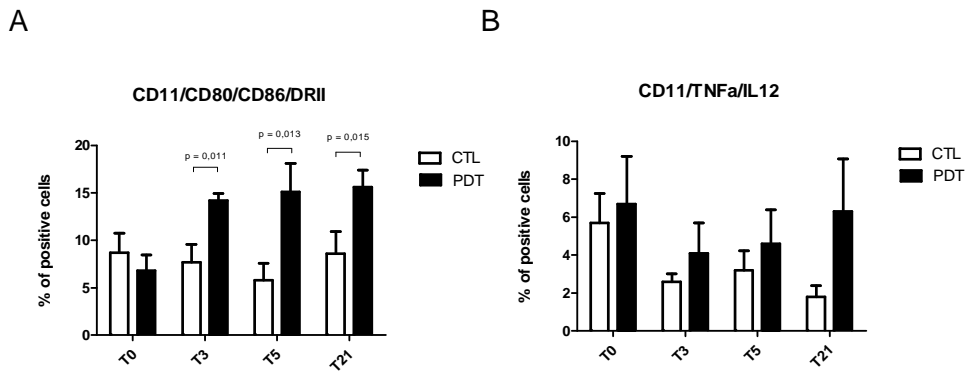 A
CD11/CD80/CD86/DRII
p = 0,011
p = 0,013
p = 0,015
CTL
PDT
% of positive cells
20
15
10
5
0
T0
T3
T5
T21
B
CD11/TNFa/IL12
CTL
PDT
% of positive cells
10
8
6
4
2
0
T0
T3
T5
T21